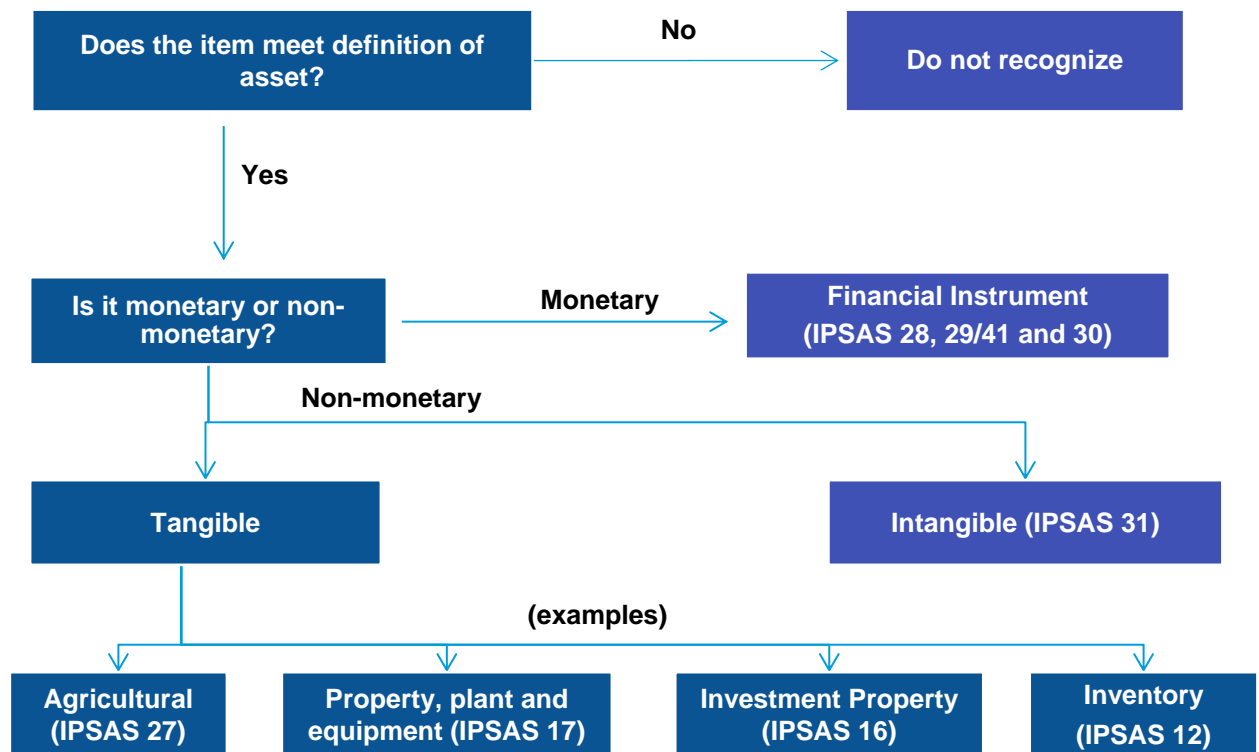 Does the item meet definition of
asset?
No
Do not recognize
Yes
Is it monetary or non-
monetary?
Monetary
Financial Instrument
(IPSAS 28, 29/41 and 30)
Non-monetary
Tangible
Intangible (IPSAS 31)
(examples)
Agricultural
(IPSAS 27)
Property, plant and
equipment (IPSAS 17)
Investment Property
(IPSAS 16)
Inventory
(IPSAS 12)